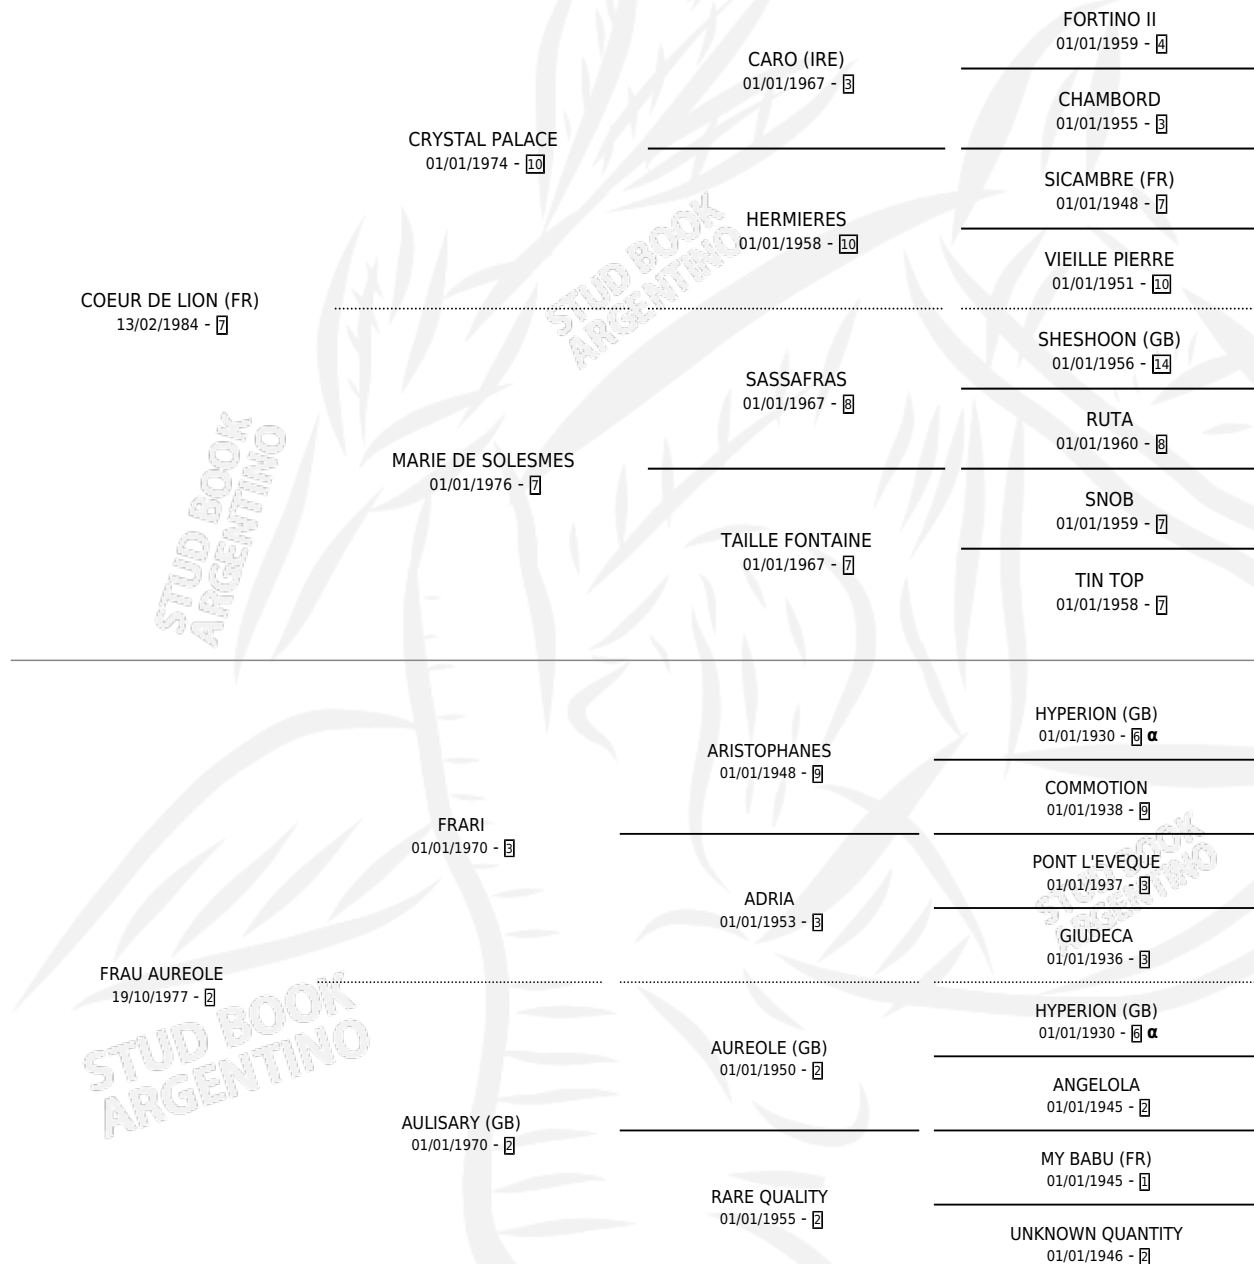 FORTINO II
01/01/1959 - 4
CARO (IRE)
01/01/1967 - 3
CHAMBORD
01/01/1955 - 3
CRYSTAL PALACE
01/01/1974 - 10
SICAMBRE (FR)
01/01/1948 - 7
HERMIERES
01/01/1958 - 10
VIEILLE PIERRE
01/01/1951 - 10
COEUR DE LION (FR)
13/02/1984 - 7
SHESHOON (GB)
01/01/1956 - 14
SASSAFRAS
01/01/1967 - 8
RUTA
01/01/1960 - 8
MARIE DE SOLESMES
01/01/1976 - 7
SNOB
01/01/1959 - 7
TAILLE FONTAINE
01/01/1967 - 7
TIN TOP
01/01/1958 - 7
HYPERION (GB)
01/01/1930 - 6 α
ARISTOPHANES
01/01/1948 - 9
COMMOTION
01/01/1938 - 9
FRARI
01/01/1970 - 3
PONT L'EVEQUE
01/01/1937 - 3
ADRIA
01/01/1953 - 3
GIUDECA
01/01/1936 - 3
FRAU AUREOLE
19/10/1977 - 2
HYPERION (GB)
01/01/1930 - 6 α
AUREOLE (GB)
01/01/1950 - 2
ANGELOLA
01/01/1945 - 2
AULISARY (GB)
01/01/1970 - 2
MY BABU (FR)
01/01/1945 - 1
RARE QUALITY
01/01/1955 - 2
UNKNOWN QUANTITY
01/01/1946 - 2
STUD BOOK
ARGENTINO
STUD BOOK
ARGENTINO
STUD BOOK
ARGENTINO
STUD BOOK
ARGENTINO